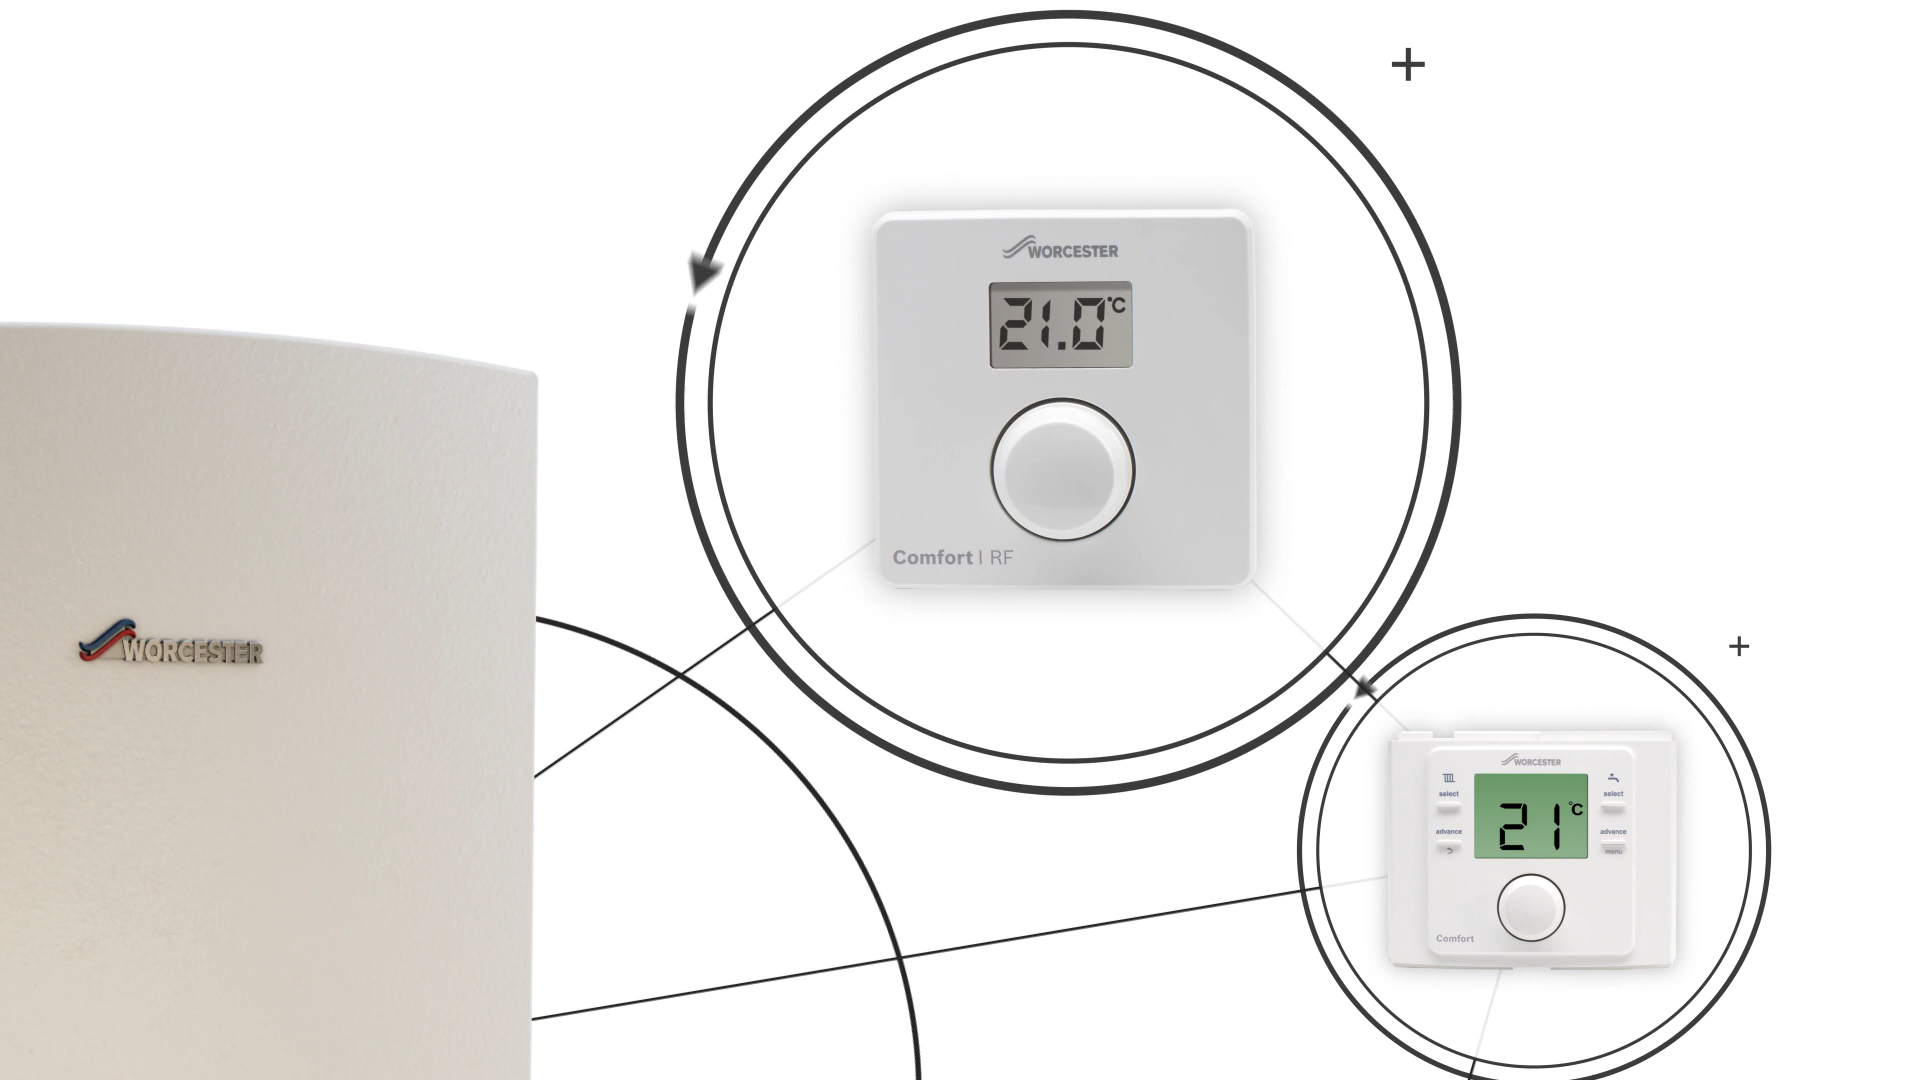 WORCESTER
21.0°C
Comfort | RF
WORCESTER
WORCESTER
select
select
21°C
advance
advance
menu
Comfort